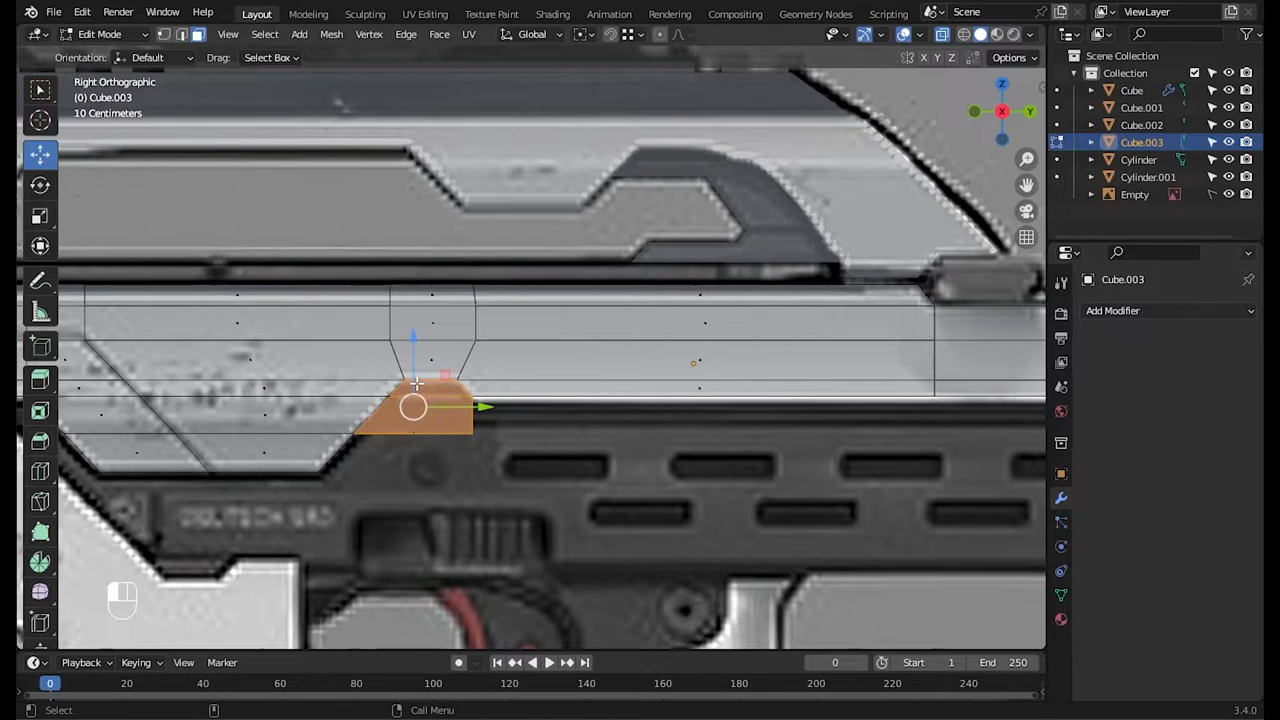 File Edit Render Window Help Layout Modeling Sculpting UV Editing Texture Paint Shading Animation Rendering Compositing Geometry Nodes Scripting Scene ViewLayer
Edit Mode View Select Add Mesh Vertex Edge Face UV Global
Orientation: Default Drag: Select Box X Y Z Options
Right Orthographic
(0) Cube.003
10 Centimeters
Z
X
Y
Scene Collection
Collection
Cube
Cube.001
Cube.002
Cube.003
Cylinder
Cylinder.001
Empty
Cube.003
Add Modifier
Playback Keying View Marker 0 Start 1 End 250
0 20 40 60 80 100 120 140 160 180 200 220 240
Select Call Menu 3.4.0